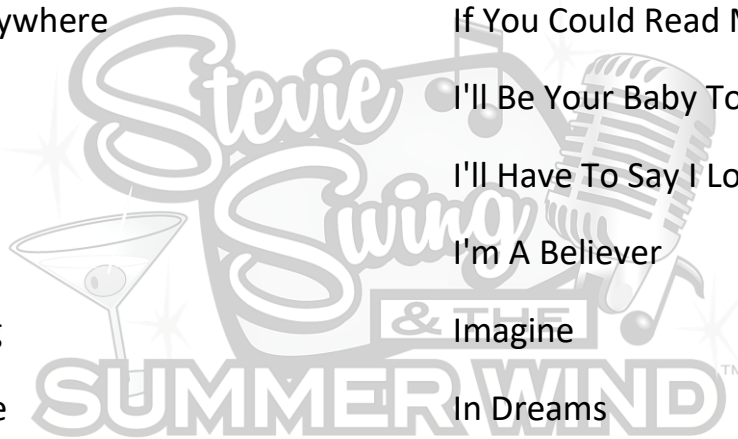 ywhere
If You Could Read
I'll Be Your Baby To
I'll Have To Say I Lo
I'm A Believer
Imagine
In Dreams
Stevie
Swing
& THE
SUMMER WIND
TM